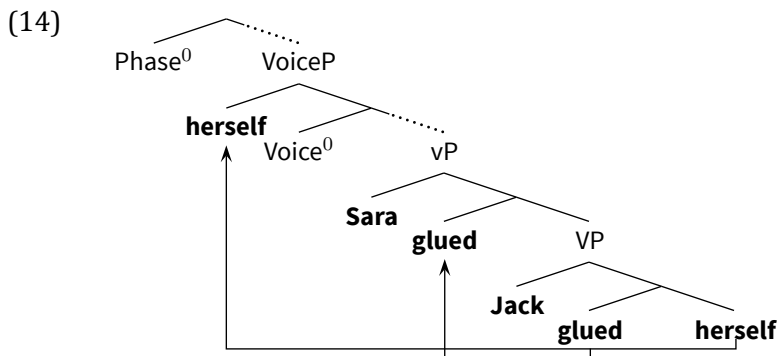 (14)
Phase⁰ VoiceP
herself
Voice⁰ vP
Sara
glued VP
Jack
glued herself